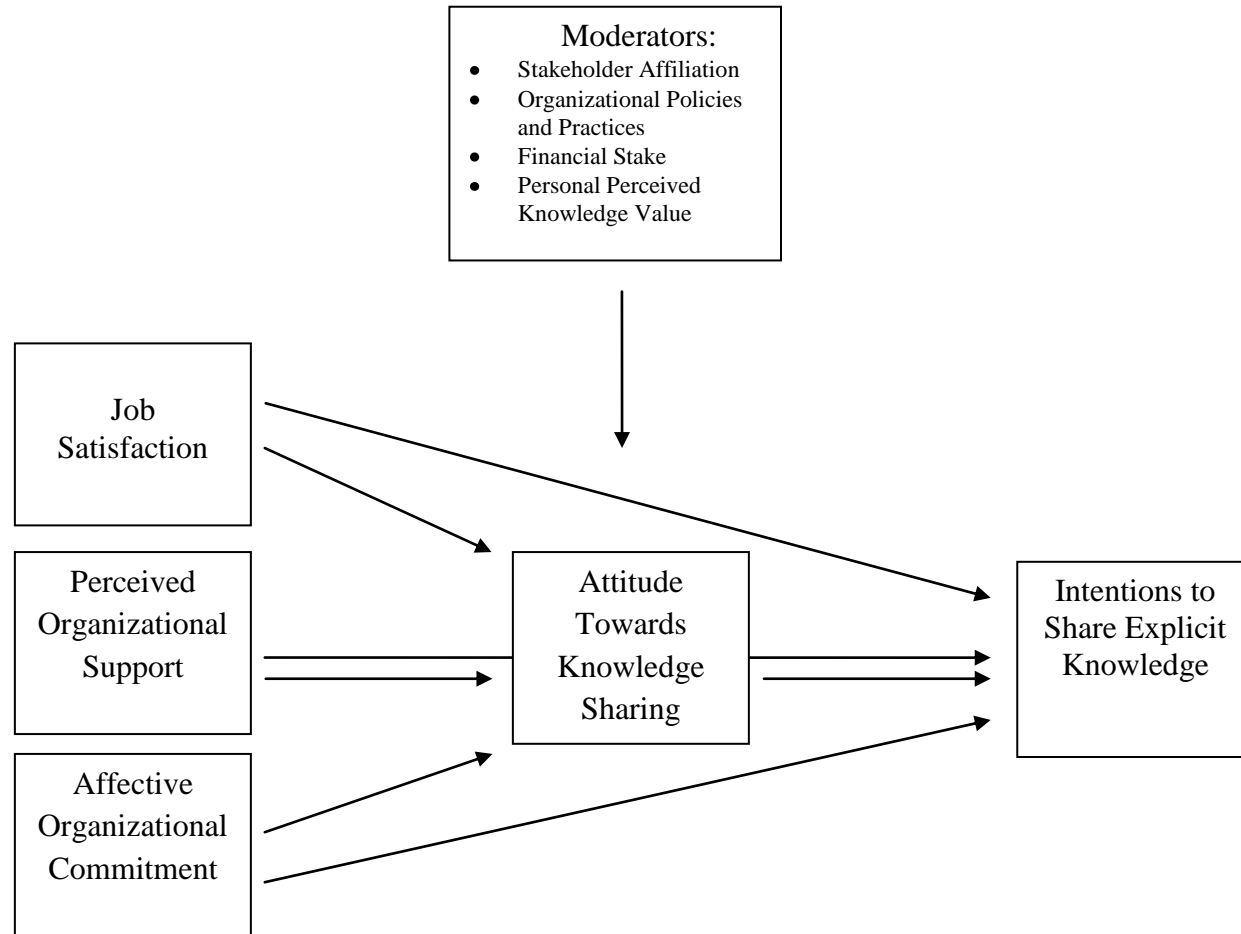 Moderators:
• Stakeholder Affiliation
• Organizational Policies
and Practices
• Financial Stake
• Personal Perceived
Knowledge Value
Job
Satisfaction
Perceived
Organizational
Support
Affective
Organizational
Commitment
Attitude
Towards
Knowledge
Sharing
Intentions to
Share Explicit
Knowledge